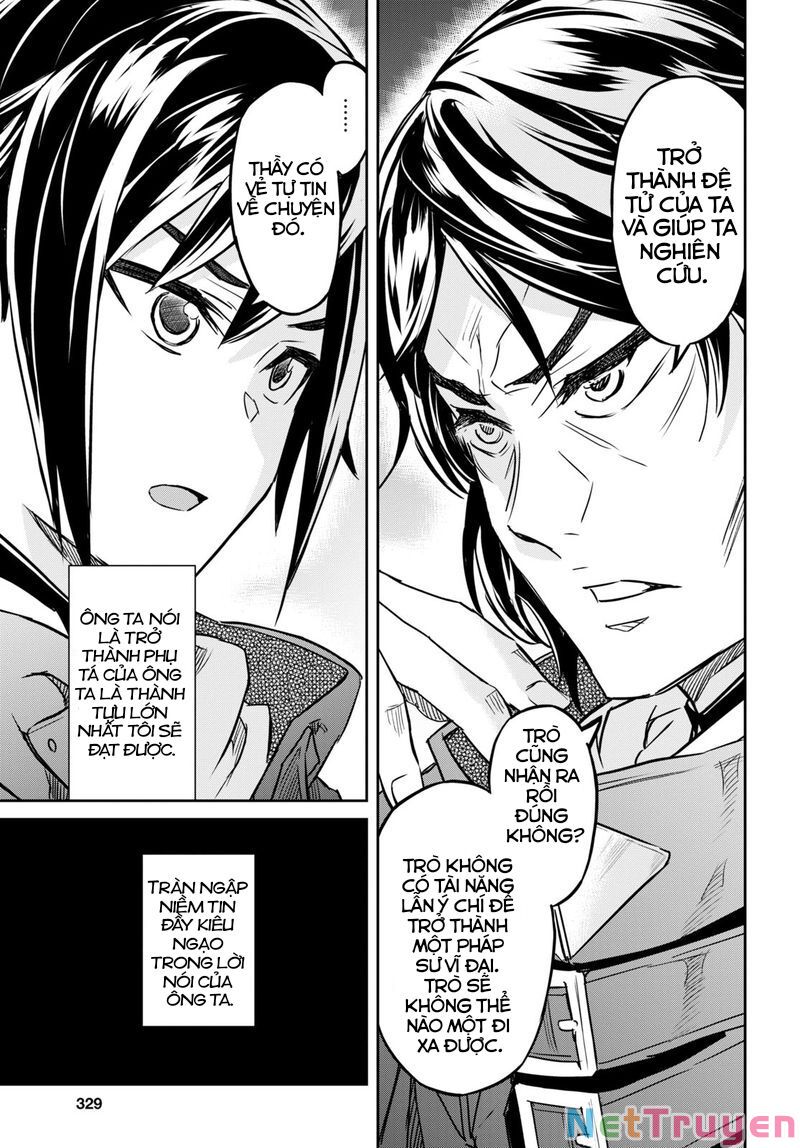 TRỞ
THÀNH ĐỆ
TỬ CỦA TA
VÀ GIÚP TA
NGHIÊN
CỨU.
TRÒ
CŨNG
NHẬN RA
RỒI
ĐÚNG
KHÔNG?
TRÒ KHÔNG
CÓ TÀI NĂNG
LẪN Ý CHÍ ĐỂ
TRỞ THÀNH
MỘT PHÁP
SƯ VĨ ĐẠI.
TRÒ SẼ
KHÔNG THỂ
NÀO MỘT ĐI
XA ĐƯỢC.
......
THẦY CÓ
VẺ TỰ TIN
VỀ CHUYỆN
ĐÓ.
ÔNG TA NÓI
LÀ TRỞ
THÀNH PHỤ
TÁ CỦA ÔNG
TA LÀ THÀNH
TỰU LỚN
NHẤT TÔI SẼ
ĐẠT ĐƯỢC.
TRÀN NGẬP
NIỀM TIN
ĐẦY KIÊU
NGẠO
TRONG LỜI
NÓI CỦA
ÔNG TA.
329
NetTruyen